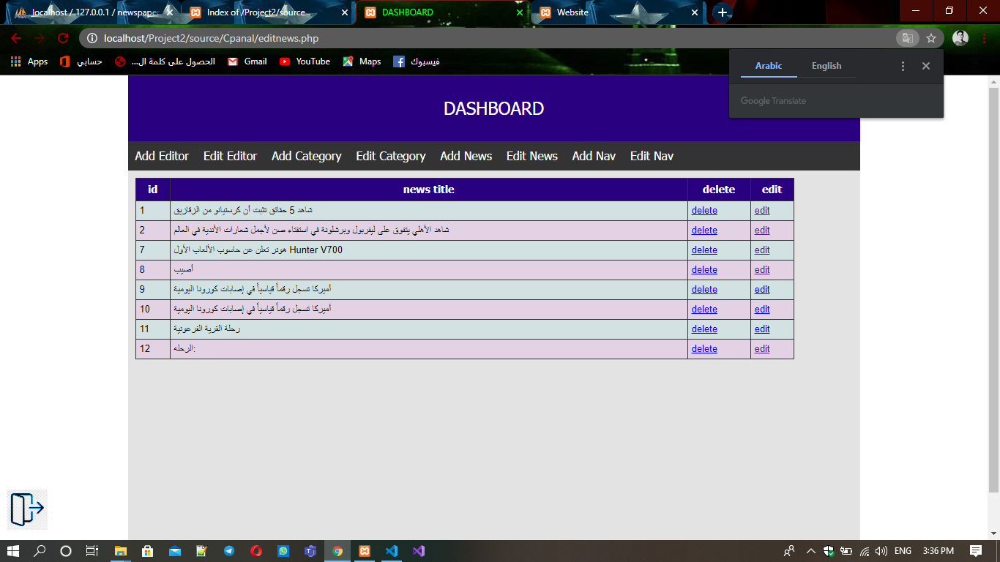 localhost / 127.0.0.1 / newspape
Index of /Project2/source
DASHBOARD
Website
localhost/Project2/source/Cpanal/editnews.php
Apps
حسابي
الحصول على كلمة ال...
Gmail
YouTube
Maps
فيسبوك
Arabic English
Google Translate
DASHBOARD
Add Editor Edit Editor Add Category Edit Category Add News Edit News Add Nav Edit Nav
id news title delete edit
1 شاهد 5 حقائق تثبت أن كرستيانو من الزقازيق delete edit
2 شاهد الأهلي يتفوق على ليفربول وبرشلونة في استفتاء صن لأجمل شعارات الأندية في العالم delete edit
7 هونر تعلن عن حاسوب الألعاب الأول Hunter V700 delete edit
8 أصيب delete edit
9 أميركا تسجل رقماً قياسياً في إصابات كورونا اليومية delete edit
10 أميركا تسجل رقماً قياسياً في إصابات كورونا اليومية delete edit
11 رحلة القرية الفرعونية delete edit
12 الرحله: delete edit
ENG 3:36 PM